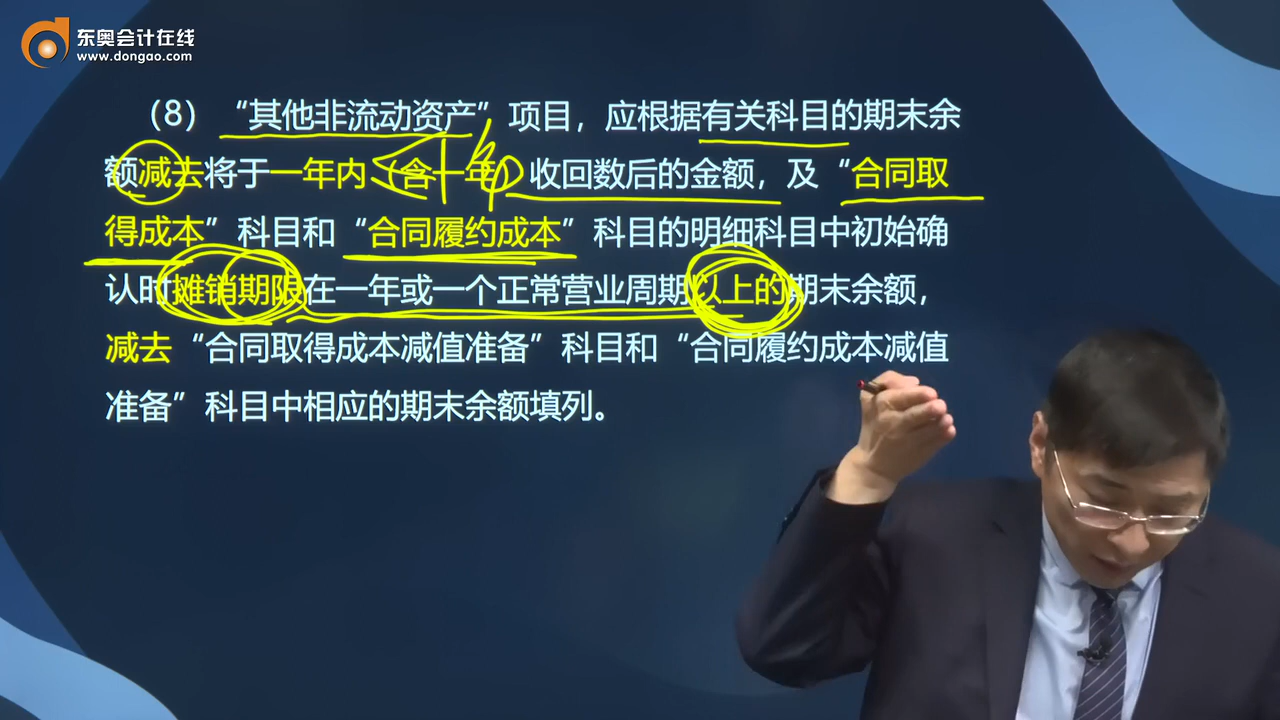 东奥会计在线
www.dongao.com
（8）“其他非流动资产”项目，应根据有关科目的期末余
额减去将于一年内（含一年）收回数后的金额，及“合同取
得成本”科目和“合同履约成本”科目的明细科目中初始确
认时摊销期限在一年或一个正常营业周期以上的期末余额，
减去“合同取得成本减值准备”科目和“合同履约成本减值
准备”科目中相应的期末余额填列。